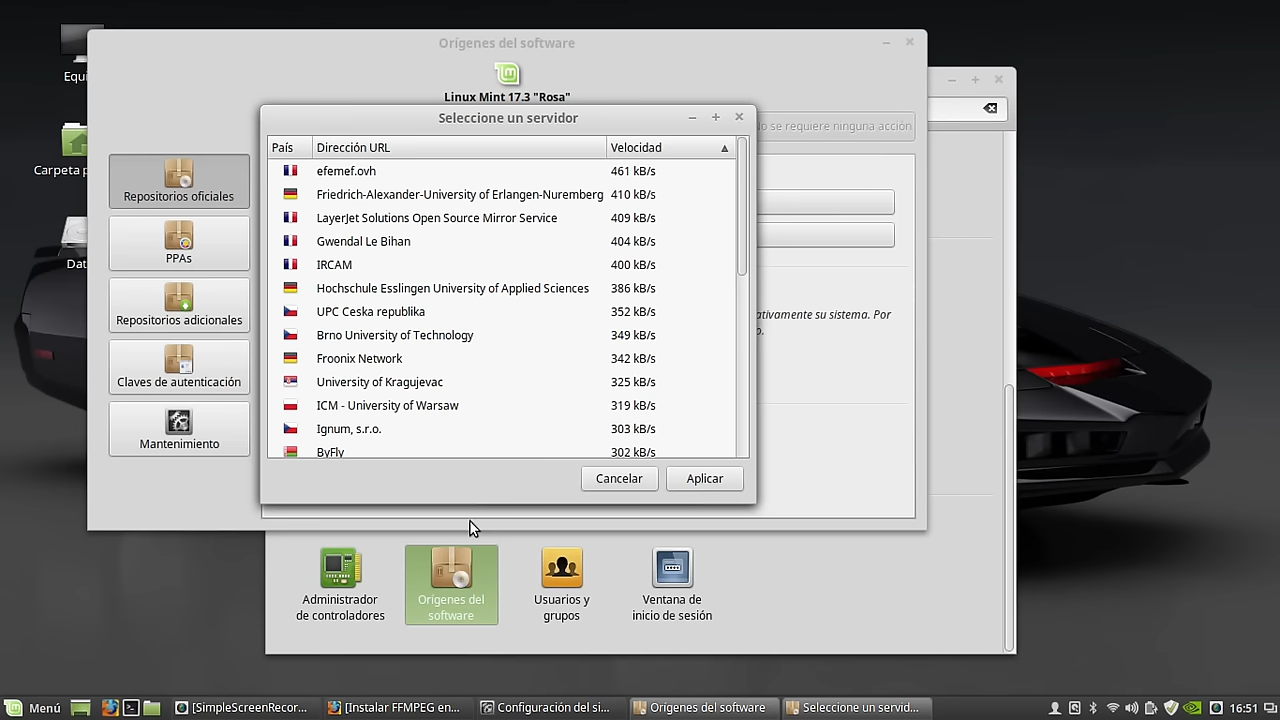 Equi
Carpeta p
Dat
Orígenes del software
Linux Mint 17.3 "Rosa"
No se requiere ninguna acción
Repositorios oficiales
PPAs
Repositorios adicionales
Claves de autenticación
Mantenimiento
ativamente su sistema. Por
o.
Seleccione un servidor
País Dirección URL Velocidad
efemef.ovh 461 kB/s
Friedrich-Alexander-University of Erlangen-Nuremberg 410 kB/s
LayerJet Solutions Open Source Mirror Service 409 kB/s
Gwendal Le Bihan 404 kB/s
IRCAM 400 kB/s
Hochschule Esslingen University of Applied Sciences 386 kB/s
UPC Ceska republika 352 kB/s
Brno University of Technology 349 kB/s
Froonix Network 342 kB/s
University of Kragujevac 325 kB/s
ICM - University of Warsaw 319 kB/s
Ignum, s.r.o. 303 kB/s
ByFly 302 kB/s
Cancelar Aplicar
Administrador
de controladores
Orígenes del
software
Usuarios y
grupos
Ventana de
inicio de sesión
Menú [SimpleScreenRecor... [Instalar FFMPEG en... Configuración del si... Orígenes del software Seleccione un servid... 16:51